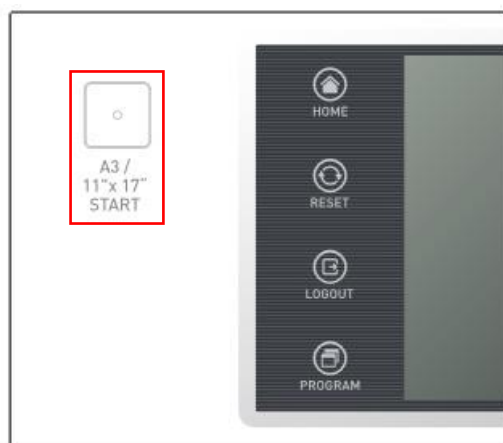 A3 /
11"x 17"
START
HOME
RESET
LOGOUT
PROGRAM